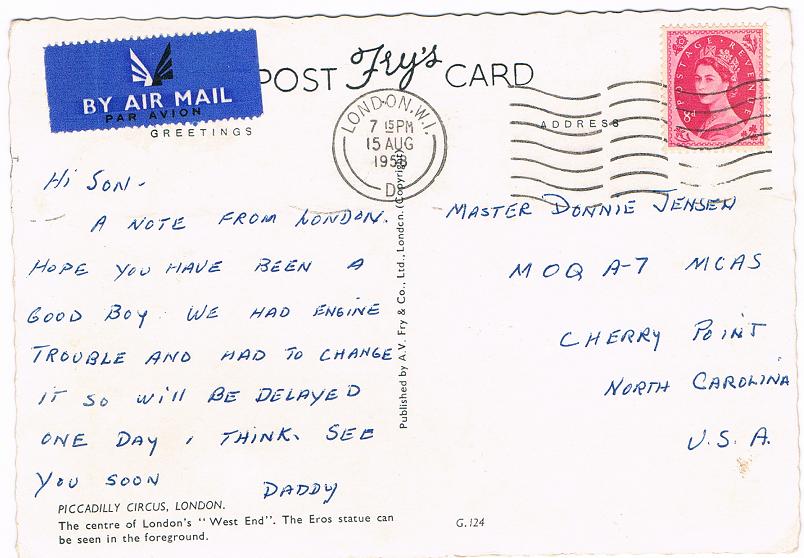 POST Fry's CARD
BY AIR MAIL
PAR AVION
GREETINGS
LONDON. W.1.
7 15 PM
15 AUG
1958
D
ADDRESS
POSTAGE REVENUE
8d
Hi Son -
A NOTE FROM LONDON.
HOPE YOU HAVE BEEN A
GOOD BOY. WE HAD ENGINE
TROUBLE AND HAD TO CHANGE
IT SO WILL BE DELAYED
ONE DAY I THINK. SEE
YOU SOON
DADDY
Published by A.V. Fry & Co., Ltd., London. (Copyright)
MASTER DONNIE JENSEN
MOQ A-7 MCAS
CHERRY POINT
NORTH CAROLINA
U.S.A.
PICCADILLY CIRCUS, LONDON.
The centre of London's "West End". The Eros statue can
be seen in the foreground.
G.124